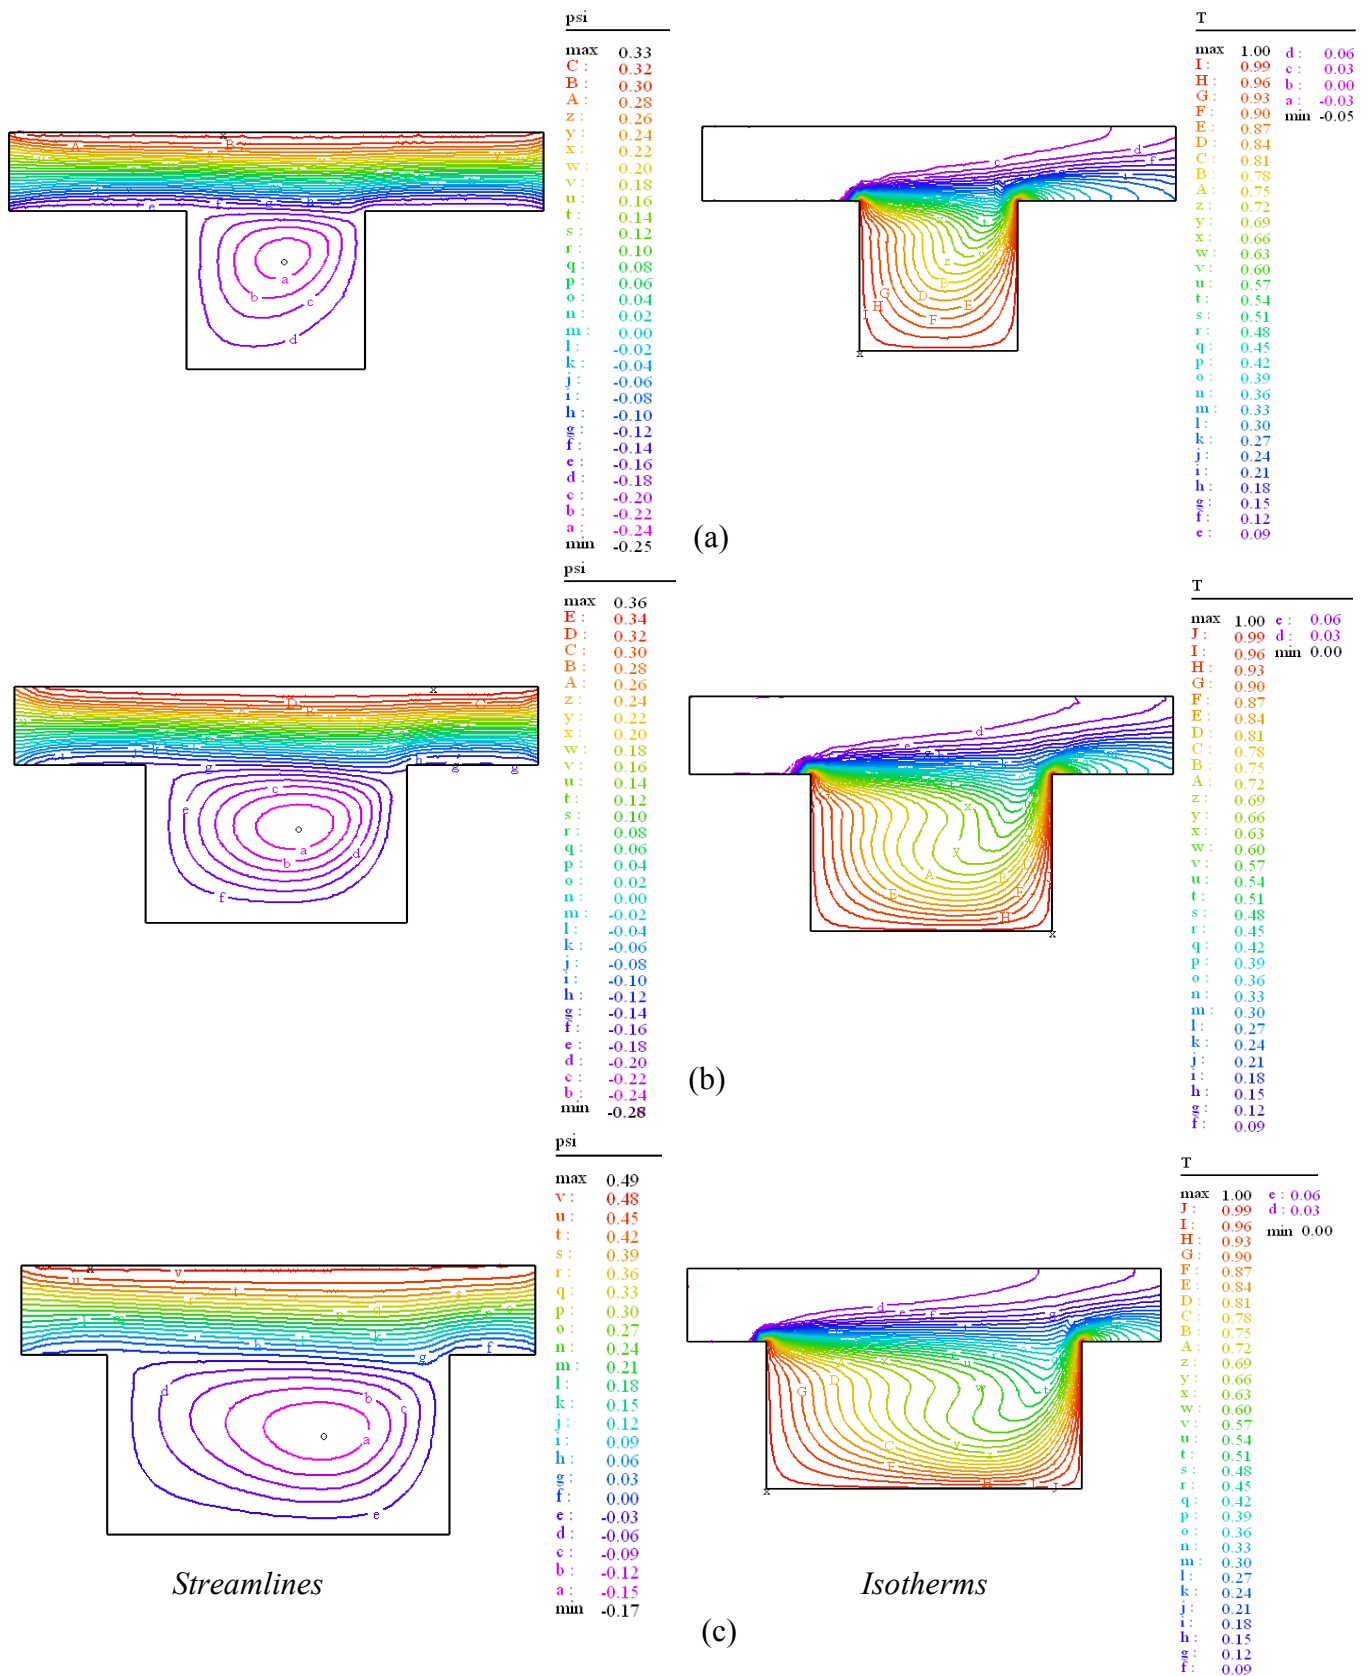 psi
max 0.33
C : 0.32
B : 0.30
A : 0.28
z : 0.26
y : 0.24
x : 0.22
w : 0.20
v : 0.18
u : 0.16
t : 0.14
s : 0.12
r : 0.10
q : 0.08
p : 0.06
o : 0.04
n : 0.02
m : 0.00
l : -0.02
k : -0.04
j : -0.06
i : -0.08
h : -0.10
g : -0.12
f : -0.14
e : -0.16
d : -0.18
c : -0.20
b : -0.22
a : -0.24
min -0.25
T
max 1.00 d : 0.06
I : 0.99 c : 0.03
H : 0.96 b : 0.00
G : 0.93 a : -0.03
F : 0.90 min -0.05
E : 0.87
D : 0.84
C : 0.81
B : 0.78
A : 0.75
z : 0.72
y : 0.69
x : 0.66
w : 0.63
v : 0.60
u : 0.57
t : 0.54
s : 0.51
r : 0.48
q : 0.45
p : 0.42
o : 0.39
n : 0.36
m : 0.33
l : 0.30
k : 0.27
j : 0.24
i : 0.21
h : 0.18
g : 0.15
f : 0.12
e : 0.09
(a)
psi
max 0.36
E : 0.34
D : 0.32
C : 0.30
B : 0.28
A : 0.26
z : 0.24
y : 0.22
x : 0.20
w : 0.18
v : 0.16
u : 0.14
t : 0.12
s : 0.10
r : 0.08
q : 0.06
p : 0.04
o : 0.02
n : 0.00
m : -0.02
l : -0.04
k : -0.06
j : -0.08
i : -0.10
h : -0.12
g : -0.14
f : -0.16
e : -0.18
d : -0.20
c : -0.22
b : -0.24
min -0.28
T
max 1.00 e : 0.06
J : 0.99 d : 0.03
I : 0.96 min 0.00
H : 0.93
G : 0.90
F : 0.87
E : 0.84
D : 0.81
C : 0.78
B : 0.75
A : 0.72
z : 0.69
y : 0.66
x : 0.63
w : 0.60
v : 0.57
u : 0.54
t : 0.51
s : 0.48
r : 0.45
q : 0.42
p : 0.39
o : 0.36
n : 0.33
m : 0.30
l : 0.27
k : 0.24
j : 0.21
i : 0.18
h : 0.15
g : 0.12
f : 0.09
(b)
psi
max 0.49
v : 0.48
u : 0.45
t : 0.42
s : 0.39
r : 0.36
q : 0.33
p : 0.30
o : 0.27
n : 0.24
m : 0.21
l : 0.18
k : 0.15
j : 0.12
i : 0.09
h : 0.06
g : 0.03
f : 0.00
e : -0.03
d : -0.06
c : -0.09
b : -0.12
a : -0.15
min -0.17
T
max 1.00 e : 0.06
J : 0.99 d : 0.03
I : 0.96 min 0.00
H : 0.93
G : 0.90
F : 0.87
E : 0.84
D : 0.81
C : 0.78
B : 0.75
A : 0.72
z : 0.69
y : 0.66
x : 0.63
w : 0.60
v : 0.57
u : 0.54
t : 0.51
s : 0.48
r : 0.45
q : 0.42
p : 0.39
o : 0.36
n : 0.33
m : 0.30
l : 0.27
k : 0.24
j : 0.21
i : 0.18
h : 0.15
g : 0.12
f : 0.09
Streamlines
Isotherms
(c)